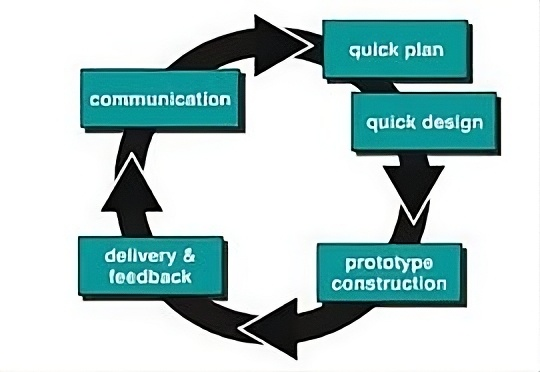 quick plan
communication
quick design
delivery &
feedback
prototype
construction